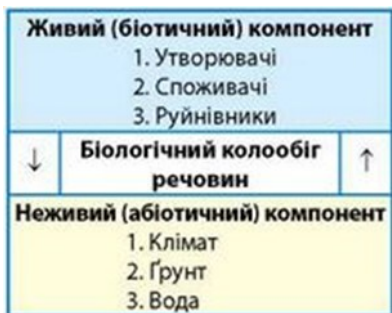 Живий (біотичний) компонент
1. Утворювачі
2. Споживачі
3. Руйнівники
↓ Біологічний колообіг ↑
речовин
Неживий (абіотичний) компонент
1. Клімат
2. Ґрунт
3. Вода